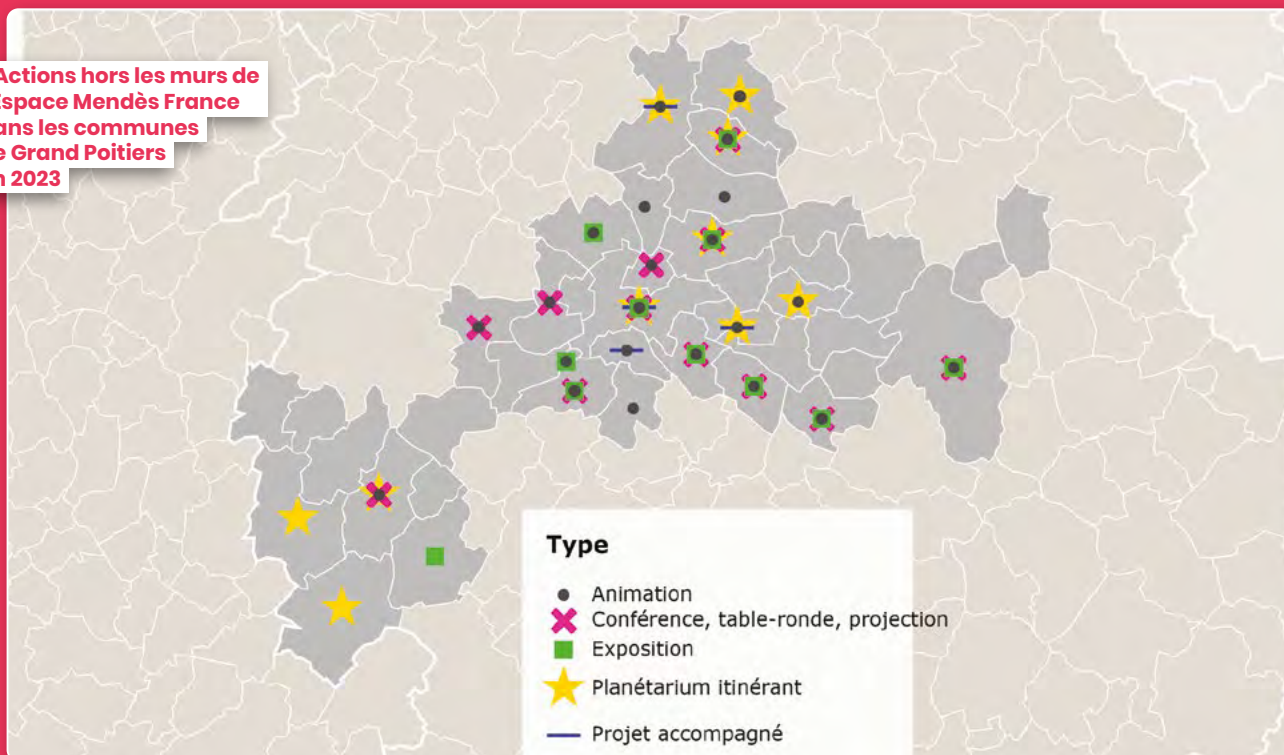 Actions hors les murs de
Espace Mendès France
ans les communes
e Grand Poitiers
n 2023
Type
Animation
Conférence, table-ronde, projection
Exposition
Planétarium itinérant
Projet accompagné